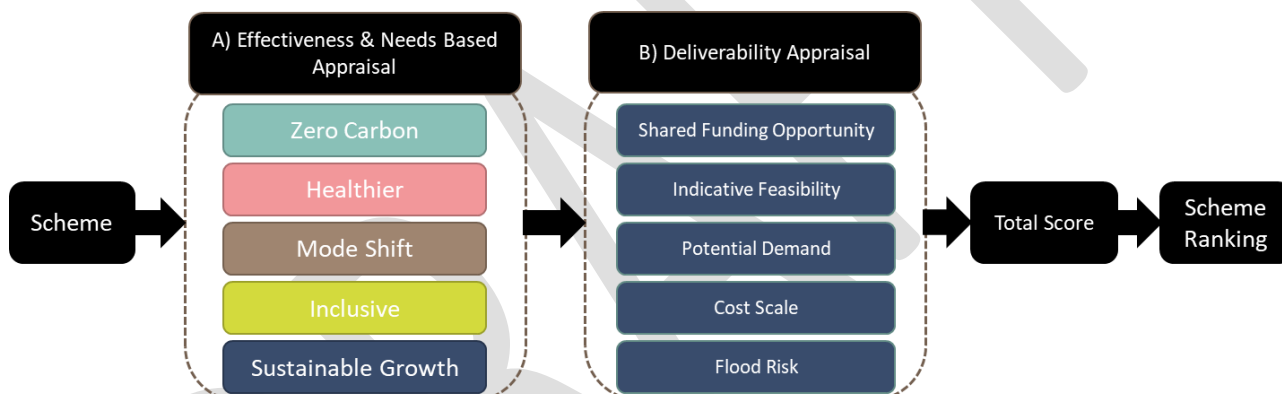 A) Effectiveness & Needs Based
Appraisal
Zero Carbon
Healthier
Mode Shift
Inclusive
Sustainable Growth
B) Deliverability Appraisal
Shared Funding Opportunity
Indicative Feasibility
Potential Demand
Cost Scale
Flood Risk
Scheme
Total Score
Scheme
Ranking